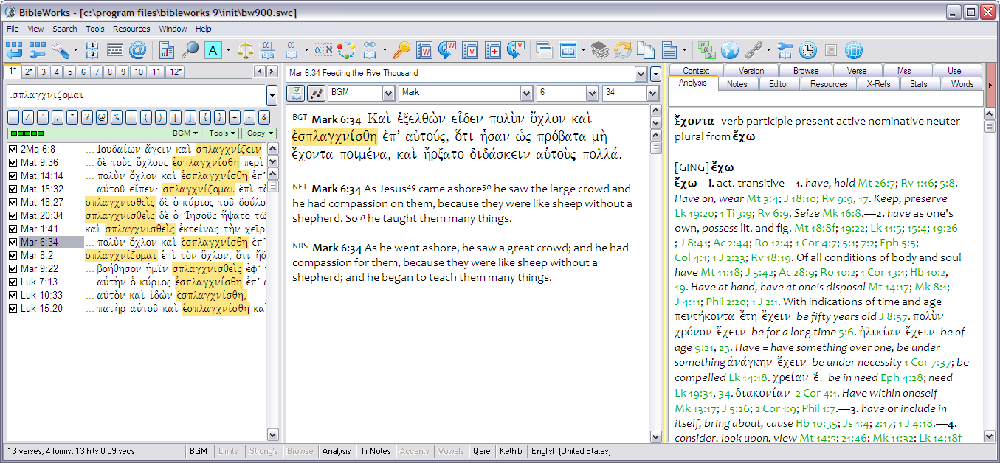 BibleWorks - [c:\program files\bibleworks 9\init\bw900.swc]
File View Search Tools Resources Window Help
1* 2* 3 4 5 6 7 8 9 10 11 12*
.σπλαγχνιζομαι
. / ' ; * ? @ % ! ( ) [ ] { } + - &
BGM Tools Copy
2Ma 6:8 ... Ιουδαίων ἄγειν καὶ σπλαγχνίζειν
Mat 9:36 ... δὲ τοὺς ὄχλους ἐσπλαγχνίσθη περὶ
Mat 14:14 ... πολὺν ὄχλον καὶ ἐσπλαγχνίσθη ἐπ'
Mat 15:32 ... αὐτοῦ εἶπεν· σπλαγχνίζομαι ἐπὶ
Mat 18:27 σπλαγχνισθεὶς δὲ ὁ κύριος τοῦ δούλο
Mat 20:34 σπλαγχνισθεὶς δὲ ὁ Ἰησοῦς ἥψατο τῶ
Mar 1:41 καὶ σπλαγχνισθεὶς ἐκτείνας τὴν χεῖρ
Mar 6:34 ... πολὺν ὄχλον καὶ ἐσπλαγχνίσθη ἐπ'
Mar 8:2 σπλαγχνίζομαι ἐπὶ τὸν ὄχλον, ὅτι ἤδ
Mar 9:22 ... βοήθησον ἡμῖν σπλαγχνισθεὶς ἐφ'
Luk 7:13 ... αὐτὴν ὁ κύριος ἐσπλαγχνίσθη ἐπ'
Luk 10:33 ... αὐτὸν καὶ ἰδὼν ἐσπλαγχνίσθη,
Luk 15:20 ... πατὴρ αὐτοῦ καὶ ἐσπλαγχνίσθη κα
Mar 6:34 Feeding the Five Thousand
BGM Mark 6 34
BGT Mark 6:34 Καὶ ἐξελθὼν εἶδεν πολὺν ὄχλον καὶ
ἐσπλαγχνίσθη ἐπ' αὐτούς, ὅτι ἦσαν ὡς πρόβατα μὴ
ἔχοντα ποιμένα, καὶ ἤρξατο διδάσκειν αὐτοὺς πολλά.
NET Mark 6:34 As Jesus49 came ashore50 he saw the large crowd and
he had compassion on them, because they were like sheep without a
shepherd. So51 he taught them many things.
NRS Mark 6:34 As he went ashore, he saw a great crowd; and he had
compassion for them, because they were like sheep without a
shepherd; and he began to teach them many things.
Context Version Browse Verse Mss Use
Analysis Notes Editor Resources X-Refs Stats Words
ἔχοντα verb participle present active nominative neuter
plural from ἔχω
[GING] ἔχω
ἔχω—I. act. transitive—1. have, hold Mt 26:7; Rv 1:16; 5:8.
Have on, wear Mt 3:4; J 18:10; Rv 9:9, 17. Keep, preserve
Lk 19:20; 1 Ti 3:9; Rv 6:9. Seize Mk 16:8.—2. have as one's
own, possess lit. and fig. Mt 18:8f; 19:22; Lk 11:5; 15:4; 19:26
; J 8:41; Ac 2:44; Ro 12:4; 1 Cor 4:7; 5:1; 7:2; Eph 5:5;
Col 4:1; 1 J 2:23; Rv 18:19. Of all conditions of body and soul
have Mt 11:18; J 5:42; Ac 28:9; Ro 10:2; 1 Cor 13:1; Hb 10:2,
19. Have at hand, have at one's disposal Mt 14:17; Mk 8:1;
J 4:11; Phil 2:20; 1 J 2:1. With indications of time and age
πεντήκοντα ἔτη ἔχειν be fifty years old J 8:57. πολὺν
χρόνον ἔχειν be for a long time 5:6. ἡλικίαν ἔχειν be of
age 9:21, 23. Have = have something over one, be under
something ἀνάγκην ἔχειν be under necessity 1 Cor 7:37; be
compelled Lk 14:18. χρείαν ἔ. be in need Eph 4:28; need
Lk 19:31, 34. διακονίαν 2 Cor 4:1. Have within oneself
Mk 13:17; J 5:26; 2 Cor 1:9; Phil 1:7.—3. have or include in
itself, bring about, cause Hb 10:35; Js 1:4; 2:17; 1 J 4:18.—4.
consider, look upon, view Mt 14:5; 21:46; Mk 11:32; Lk 14:18f
13 verses, 4 forms, 13 hits 0.09 secs BGM Limits Strong's Browse Analysis Tr Notes Accents Vowels Qere Kethib English (United States)